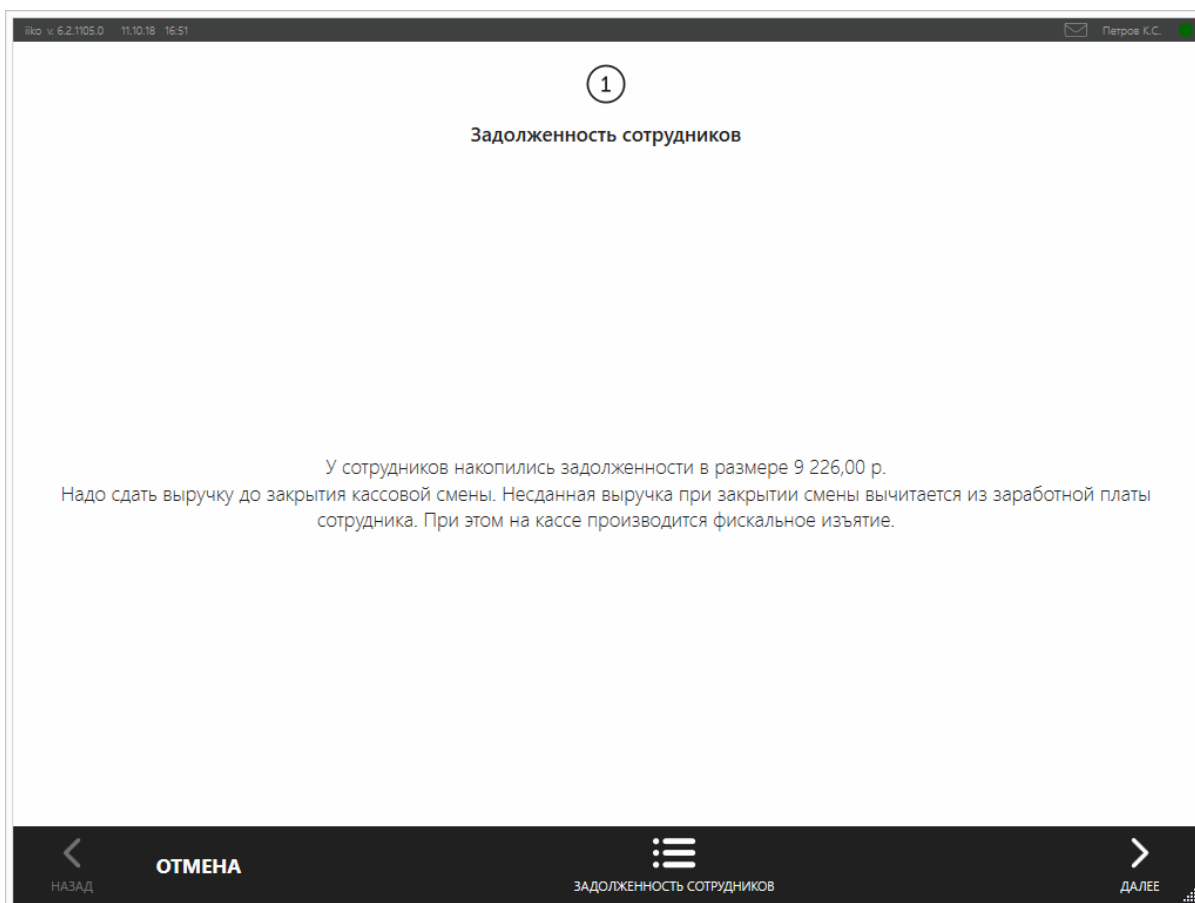 iiko v. 6.2.1105.0 11.10.18 16:51 Петров К.С.
1
Задолженность сотрудников
У сотрудников накопились задолженности в размере 9 226,00 р.
Надо сдать выручку до закрытия кассовой смены. Несданная выручка при закрытии смены вычитается из заработной платы
сотрудника. При этом на кассе производится фискальное изъятие.
НАЗАД ОТМЕНА ЗАДОЛЖЕННОСТЬ СОТРУДНИКОВ ДАЛЕЕ